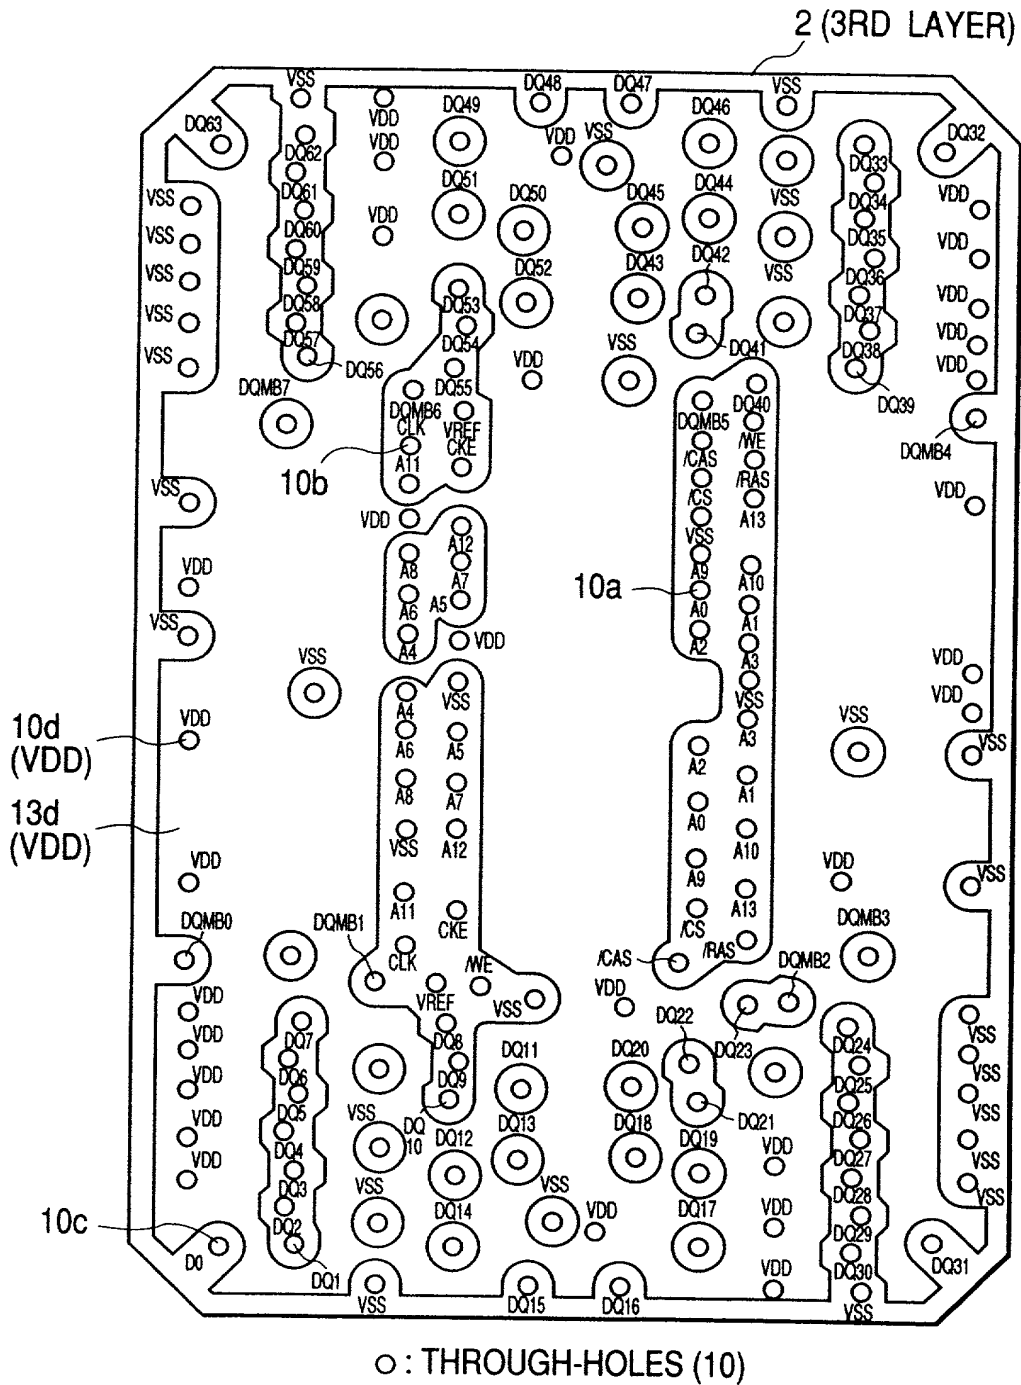 2 (3RD LAYER)
VSS
VDD
DQ49
DQ48
DQ47
DQ46
VSS
DQ63
DQ62
VDD
VDD
VSS
DQ33
DQ32
DQ61
DQ51
DQ50
DQ45
DQ44
VSS
DQ34
VSS
VSS
DQ60
VDD
DQ35
VDD
VSS
DQ59
DQ52
DQ43
DQ42
VSS
DQ36
VDD
VSS
DQ58
DQ53
DQ37
VDD
VDD
VSS
DQ57
DQ56
DQ54
VDD
VSS
DQ41
DQ38
VDD
DQMB7
DQ55
DQ39
DQMB6
DQMB5
DQ40
CLK
VREF
DQMB4
10b
A11
CKE
/CAS
/WE
/CS
/RAS
VSS
VDD
A13
VDD
A12
VSS
VDD
A8
A7
10a
A9
A10
A6
A5
A0
A1
VSS
A4
VDD
A2
A3
VSS
VDD
VSS
VDD
10d
(VDD)
VDD
A4
VSS
A6
A5
A3
VSS
VSS
A2
13d
(VDD)
A8
A7
A1
A0
VSS
A12
A10
VDD
A9
VDD
VSS
A11
A13
DQMB0
DQMB1
CKE
/CS
DQMB3
CLK
/WE
/CAS
/RAS
DQMB2
VDD
VREF
VSS
VDD
VDD
DQ7
DQ8
DQ22
DQ23
DQ24
VSS
VDD
DQ6
DQ9
DQ11
DQ20
DQ25
VSS
DQ5
VSS
DQ
10
DQ12
DQ13
DQ18
DQ19
DQ21
DQ26
VSS
VDD
DQ4
VDD
DQ27
VSS
VDD
DQ3
VSS
DQ28
VSS
10c
DQ2
DQ14
VSS
VDD
DQ17
VDD
DQ29
D0
DQ1
VDD
DQ30
DQ31
VSS
DQ15
DQ16
VSS
: THROUGH-HOLES (10)